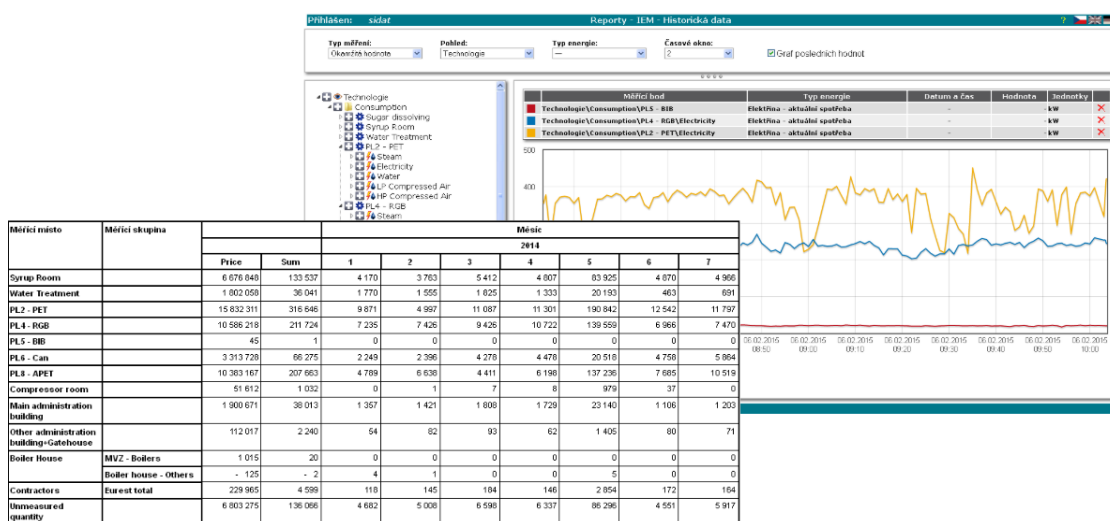 Přihlášen: sidat Reporty - IEM - Historická data ?
Typ měření: Pohled: Typ energie: Časové okno:
Okamžitá hodnota Technologie --- 2 Graf posledních hodnot
Technologie
Consumption
Sugar dissolving
Syrup Room
Water Treatment
PL2 - PET
Steam
Electricity
Water
LP Compressed Air
HP Compressed Air
PL4 - RGB
Steam
Měřící bod Typ energie Datum a čas Hodnota Jednotky
Technologie\Consumption\PL5 - BIB Elektřina - aktuální spotřeba - - kW
Technologie\Consumption\PL4 - RGB\Electricity Elektřina - aktuální spotřeba - - kW
Technologie\Consumption\PL2 - PET\Electricity Elektřina - aktuální spotřeba - - kW
500
400
06.02.2015 06.02.2015 06.02.2015 06.02.2015 06.02.2015 06.02.2015 06.02.2015 06.02.2015
08:50 09:00 09:10 09:20 09:30 09:40 09:50 10:00
Měřící místo Měřící skupina Měsíc
2014
Price Sum 1 2 3 4 5 6 7
Syrup Room 6 676 848 133 537 4 170 3 763 5 412 4 807 83 925 4 870 4 966
Water Treatment 1 802 058 36 041 1 770 1 555 1 825 1 333 20 193 463 691
PL2 - PET 15 832 311 316 646 9 871 4 997 11 087 11 301 190 842 12 542 11 797
PL4 - RGB 10 586 218 211 724 7 235 7 426 9 426 10 722 139 559 6 966 7 470
PL5 - BIB 45 1 0 0 0 0 0 0 0
PL6 - Can 3 313 728 66 275 2 249 2 396 4 278 4 478 20 518 4 758 5 864
PL8 - APET 10 383 167 207 663 4 789 6 638 4 411 6 198 137 236 7 685 10 519
Compressor room 51 612 1 032 0 1 7 8 979 37 0
Main administration
building 1 900 671 38 013 1 357 1 421 1 808 1 729 23 140 1 106 1 203
Other administration
building+Gatehouse 112 017 2 240 54 82 93 62 1 405 80 71
Boiler House MVZ - Boilers 1 015 20 0 0 0 0 0 0 0
Boiler house - Others - 125 - 2 4 1 0 0 5 0 0
Contractors Eurest total 229 965 4 599 118 145 184 146 2 854 172 164
Unmeasured
quantity 6 803 275 136 066 4 682 5 008 6 598 6 337 86 296 4 551 5 917